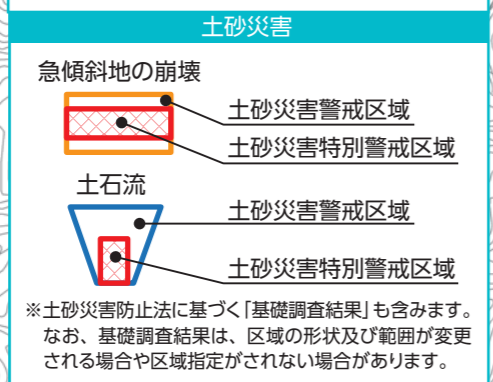 土砂災害
急傾斜地の崩壊
土砂災害警戒区域
土砂災害特別警戒区域
土石流
土砂災害警戒区域
土砂災害特別警戒区域
※土砂災害防止法に基づく「基礎調査結果」も含みます。
なお、基礎調査結果は、区域の形状及び範囲が変更
される場合や区域指定がされない場合があります。